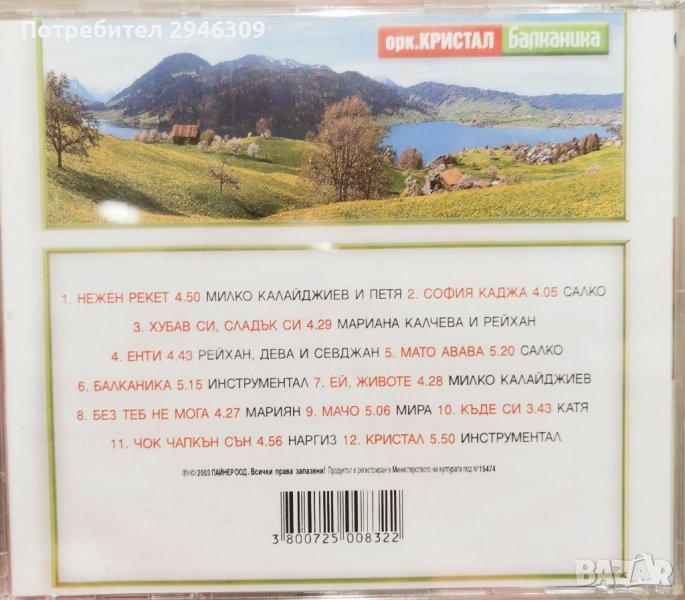 Потребител 2946309
орк.КРИСТАЛ балканика
1. НЕЖЕН РЕКЕТ 4.50 МИЛКО КАЛАЙДЖИЕВ И ПЕТЯ 2. СОФИЯ КАДЖА 4.05 САЛКО
3. ХУБАВ СИ, СЛАДЪК СИ 4.29 МАРИАНА КАЛЧЕВА И РЕЙХАН
4. ЕНТИ 4.43 РЕЙХАН, ДЕВА И СЕВДЖАН 5. МАТО АВАВА 5.20 САЛКО
6. БАЛКАНИКА 5.15 ИНСТРУМЕНТАЛ 7. ЕЙ, ЖИВОТЕ 4.28 МИЛКО КАЛАЙДЖИЕВ
8. БЕЗ ТЕБ НЕ МОГА 4.27 МАРИЯН 9. МАЧО 5.06 МИРА 10. КЪДЕ СИ 3.43 КАТЯ
11. ЧОК ЧАПКЪН СЪН 4.56 НАРГИЗ 12. КРИСТАЛ 5.50 ИНСТРУМЕНТАЛ
℗© 2003 ПАЙНЕР ООД. Всички права запазени! Продуктът е регистриран в Министерството на културата под №15474
3 800725 008322
BAZAR